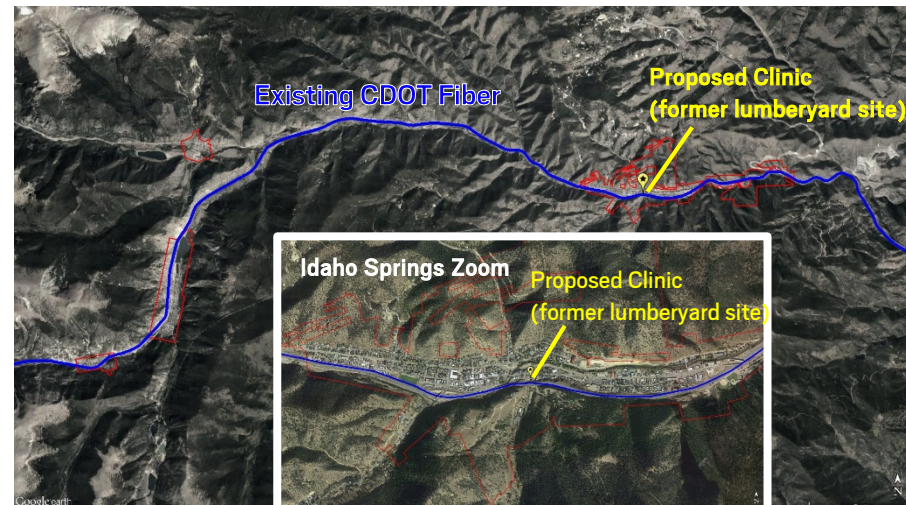 Existing CDOT Fiber
Proposed Clinic
(former lumberyard site)
Idaho Springs Zoom
Proposed Clinic
(former lumberyard site)
Google earth
N